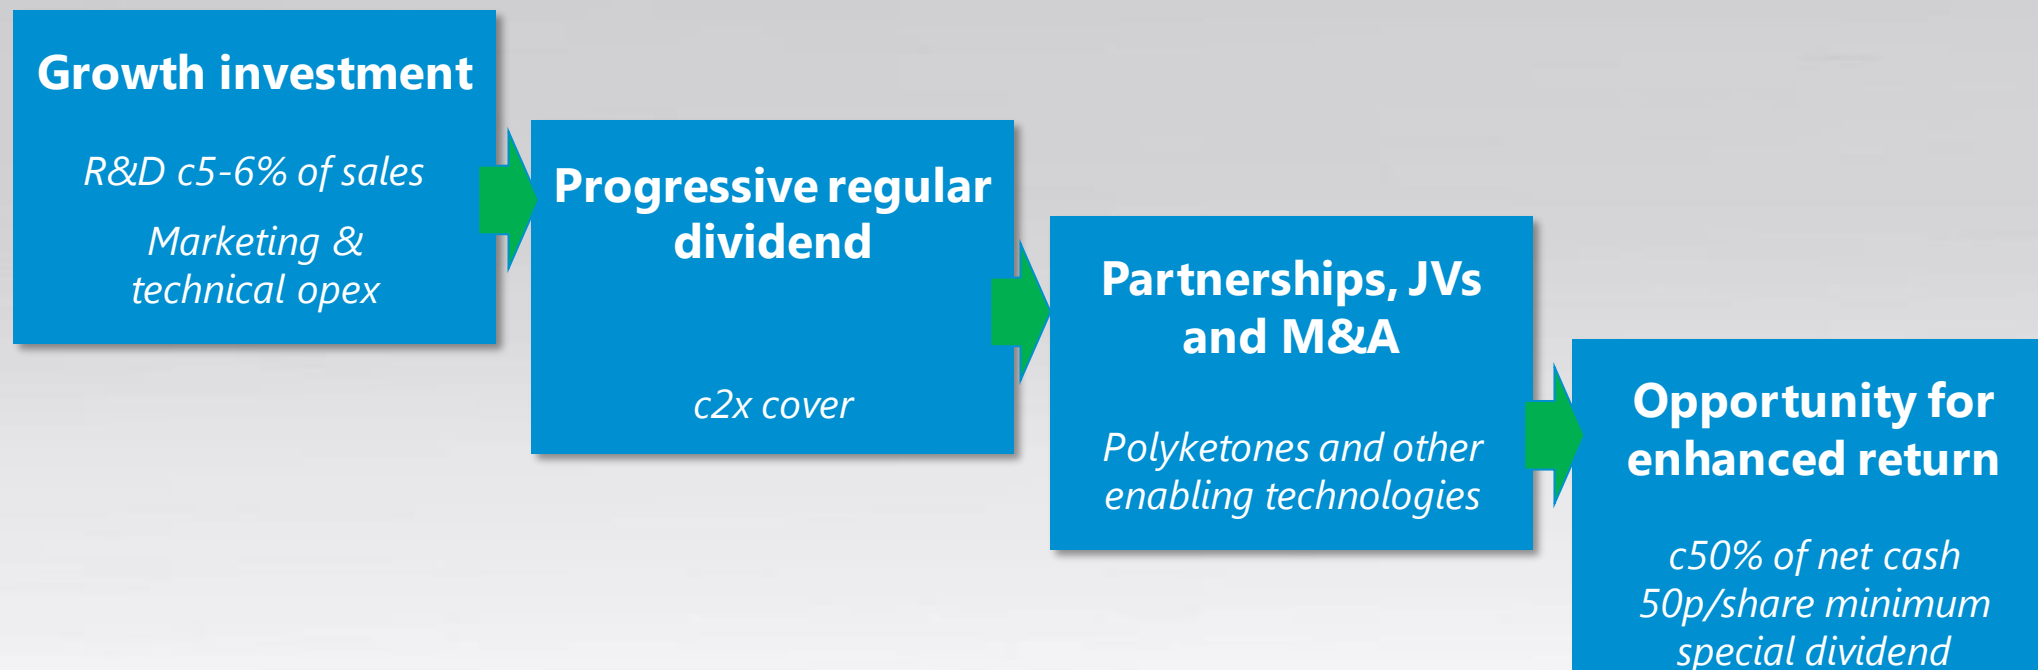 Growth investment
R&D c5-6% of sales
Marketing &
technical opex
Progressive regular
dividend
c2x cover
Partnerships, JVs
and M&A
Polyketones and other
enabling technologies
Opportunity for
enhanced return
c50% of net cash
50p/share minimum
special dividend